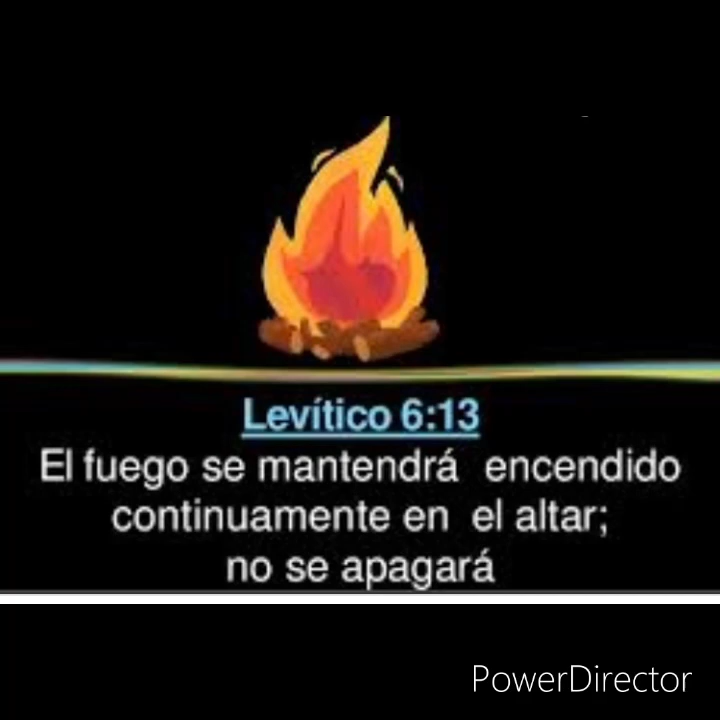 Levítico 6:13
El fuego se mantendrá encendido
continuamente en el altar;
no se apagará
PowerDirector